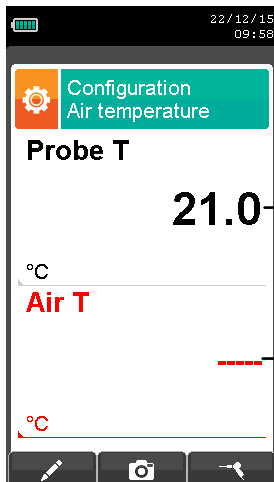 22/12/15
09:58
Configuration
Air temperature
Probe T
21.0
°C
Air T
-----
°C